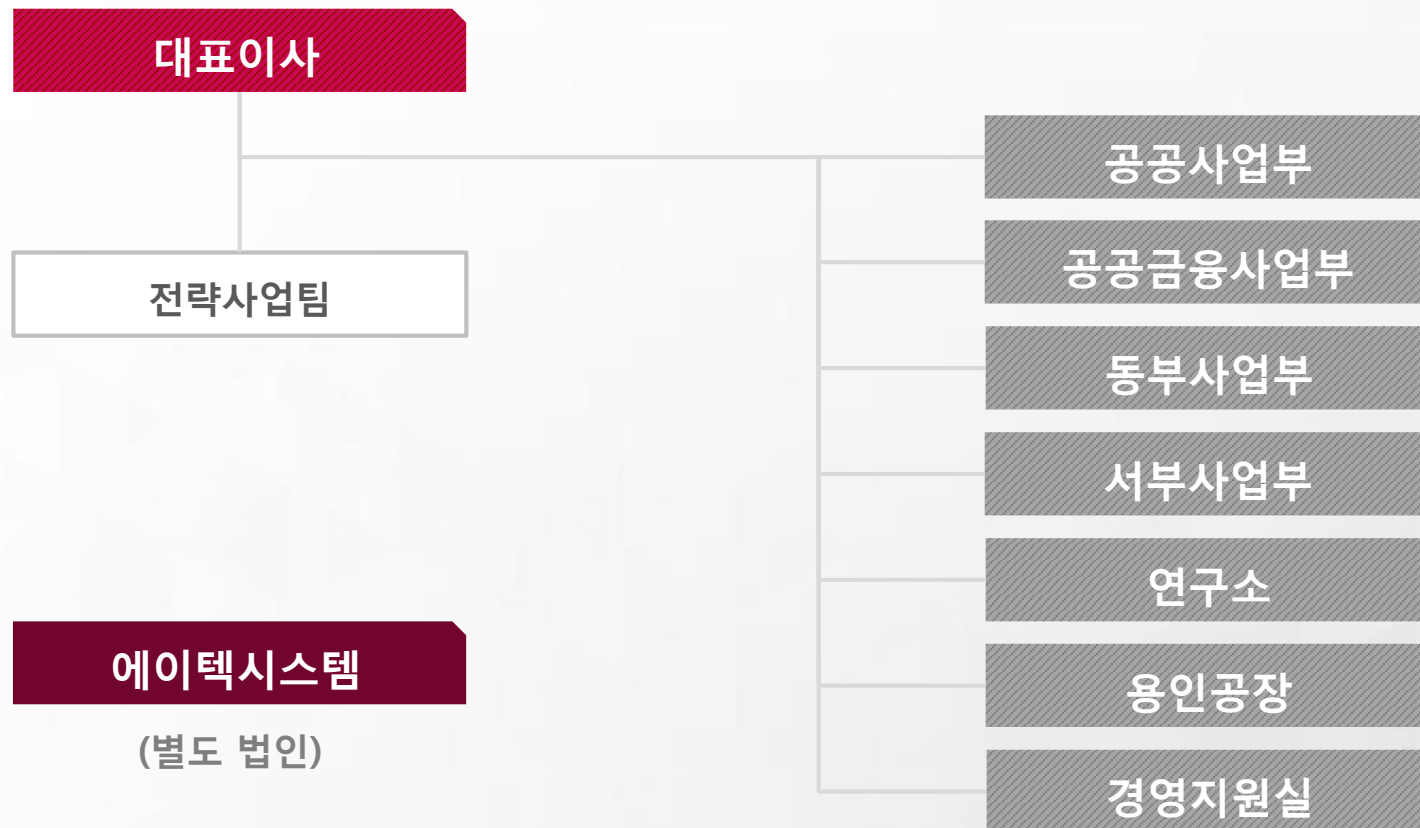 대표이사
전략사업팀
에이텍시스템
(별도 법인)
공공사업부
공공금융사업부
동부사업부
서부사업부
연구소
용인공장
경영지원실